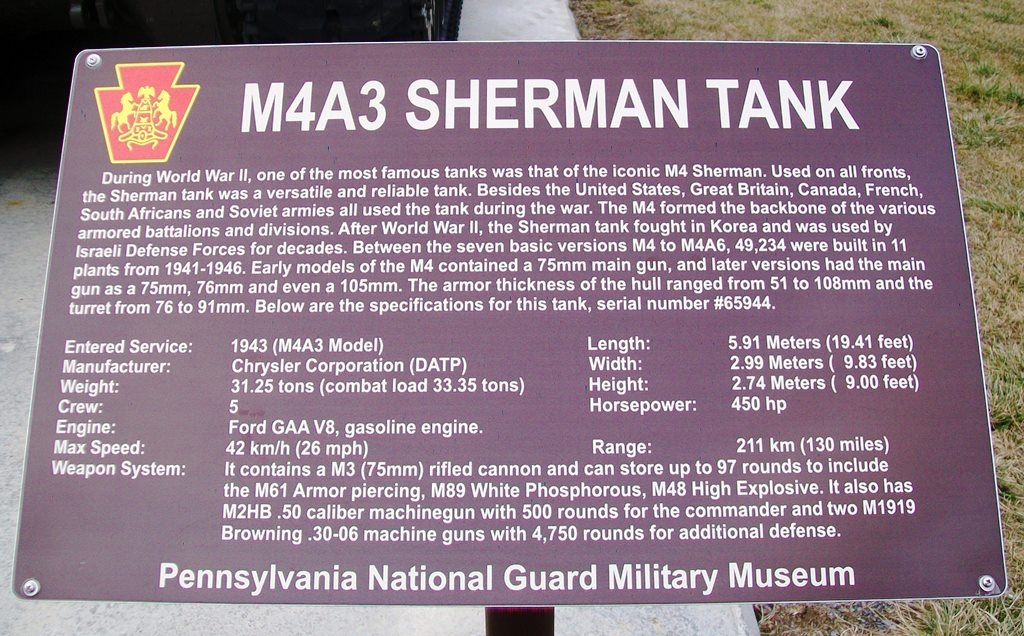 M4A3 SHERMAN TANK
During World War II, one of the most famous tanks was that of the iconic M4 Sherman. Used on all fronts,
the Sherman tank was a versatile and reliable tank. Besides the United States, Great Britain, Canada, French,
South Africans and Soviet armies all used the tank during the war. The M4 formed the backbone of the various
armored battalions and divisions. After World War II, the Sherman tank fought in Korea and was used by
Israeli Defense Forces for decades. Between the seven basic versions M4 to M4A6, 49,234 were built in 11
plants from 1941-1946. Early models of the M4 contained a 75mm main gun, and later versions had the main
gun as a 75mm, 76mm and even a 105mm. The armor thickness of the hull ranged from 51 to 108mm and the
turret from 76 to 91mm. Below are the specifications for this tank, serial number #65944.
Entered Service: 1943 (M4A3 Model) Length: 5.91 Meters (19.41 feet)
Manufacturer: Chrysler Corporation (DATP) Width: 2.99 Meters ( 9.83 feet)
Weight: 31.25 tons (combat load 33.35 tons) Height: 2.74 Meters ( 9.00 feet)
Crew: 5 Horsepower: 450 hp
Engine: Ford GAA V8, gasoline engine.
Max Speed: 42 km/h (26 mph) Range: 211 km (130 miles)
Weapon System: It contains a M3 (75mm) rifled cannon and can store up to 97 rounds to include
the M61 Armor piercing, M89 White Phosphorous, M48 High Explosive. It also has
M2HB .50 caliber machinegun with 500 rounds for the commander and two M1919
Browning .30-06 machine guns with 4,750 rounds for additional defense.
Pennsylvania National Guard Military Museum